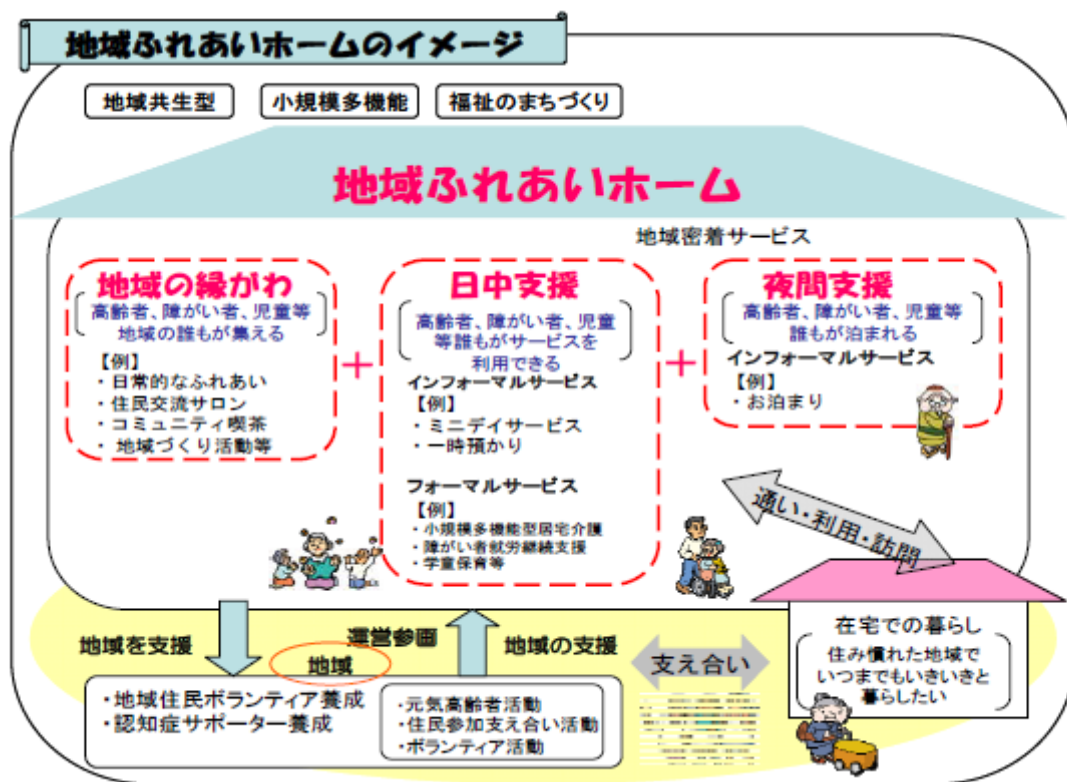 地域ふれあいホームのイメージ
地域共生型
小規模多機能
福祉のまちづくり
地域ふれあいホーム
地域密着サービス
地域の縁がわ
高齢者、障がい者、児童等
地域の誰もが集える
【例】
・日常的なふれあい
・住民交流サロン
・コミュニティ喫茶
・地域づくり活動等
+
日中支援
高齢者、障がい者、児童
等誰もがサービスを
利用できる
インフォーマルサービス
【例】
・ミニデイサービス
・一時預かり
フォーマルサービス
【例】
・小規模多機能型居宅介護
・障がい者就労継続支援
・学童保育等
+
夜間支援
高齢者、障がい者、児童等
誰もが泊まれる
インフォーマルサービス
【例】
・お泊まり
通い・利用・訪問
地域を支援
運営参画
地域
地域の支援
支え合い
在宅での暮らし
住み慣れた地域で
いつまでもいきいきと
暮らしたい
・地域住民ボランティア養成
・認知症サポーター養成
・元気高齢者活動
・住民参加支え合い活動
・ボランティア活動